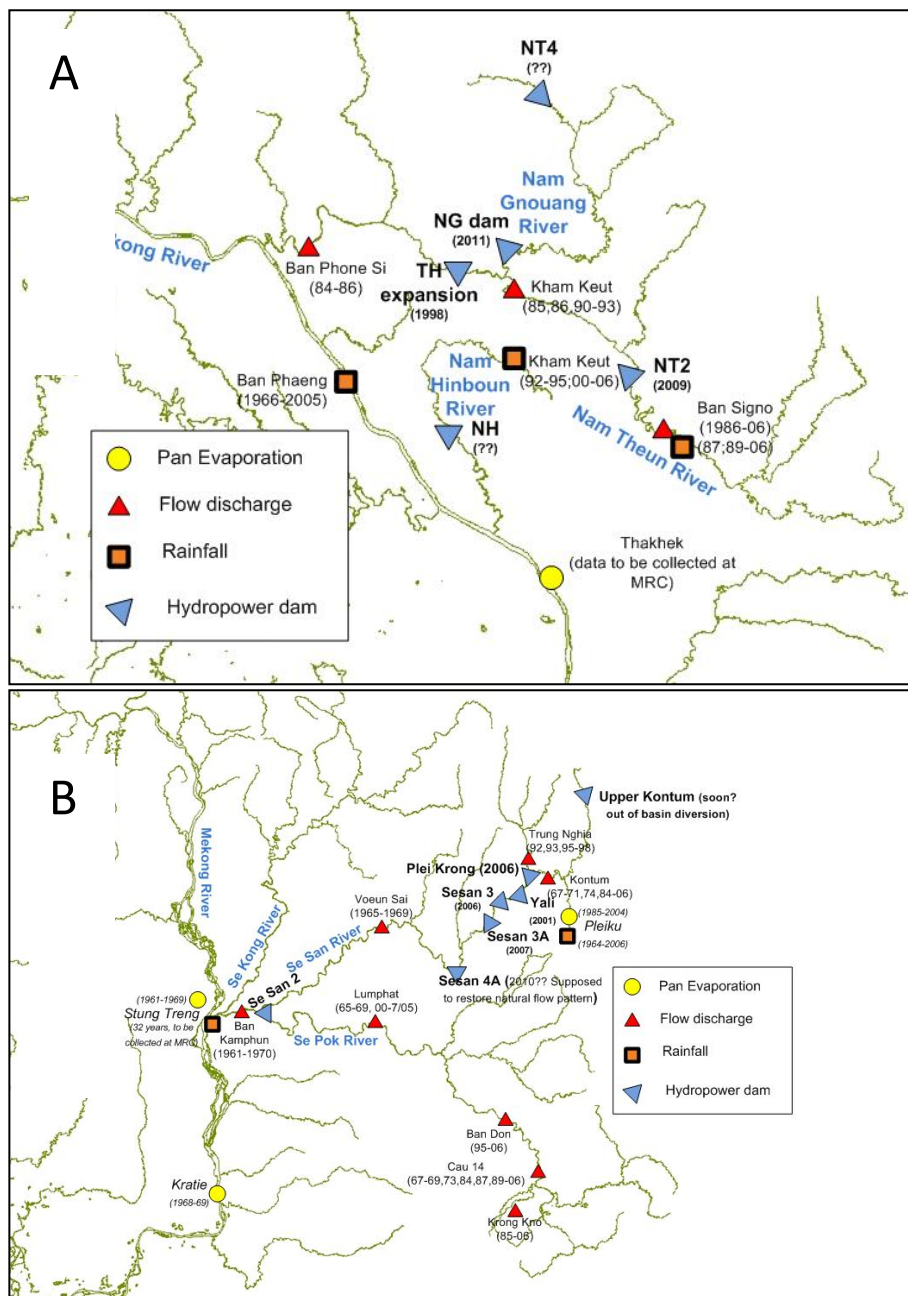 A
NT4
(??)
Nam
Gnouang
River
NG dam
(2011)
kong River
Ban Phone Si
(84-86)
TH
expansion
(1998)
Kham Keut
(85,86,90-93)
Nam
Hinboun
River
Kham Keut
(92-95;00-06)
NT2
(2009)
Ban Phaeng
(1966-2005)
NH
(??)
Ban Signo
(1986-06)
(87;89-06)
Nam Theun River
Pan Evaporation
Flow discharge
Rainfall
Hydropower dam
Thakhek
(data to be collected at
MRC)
B
Mekong River
Upper Kontum (soon?
out of basin diversion)
Trung Nghia
(92,93,95-98)
Plei Krong (2006)
Kontum
(67-71,74,84-06)
Sesan 3
(2006)
Yali
(2001)
(1985-2004)
Pleiku
(1964-2006)
Voeun Sai
(1965-1969)
Sesan 3A
(2007)
Se Kong River
Se San River
Sesan 4A (2010?? Supposed
to restore natural flow pattern)
Se San 2
(1961-1969)
Stung Treng
(32 years, to be
collected at MRC)
Ban
Kamphun
(1961-1970)
Lumphat
(65-69, 00-7/05)
Se Pok River
Pan Evaporation
Flow discharge
Rainfall
Hydropower dam
Ban Don
(95-06)
Cau 14
(67-69,73,84,87,89-06)
Kratie
(1968-69)
Krong Kno
(85-06)